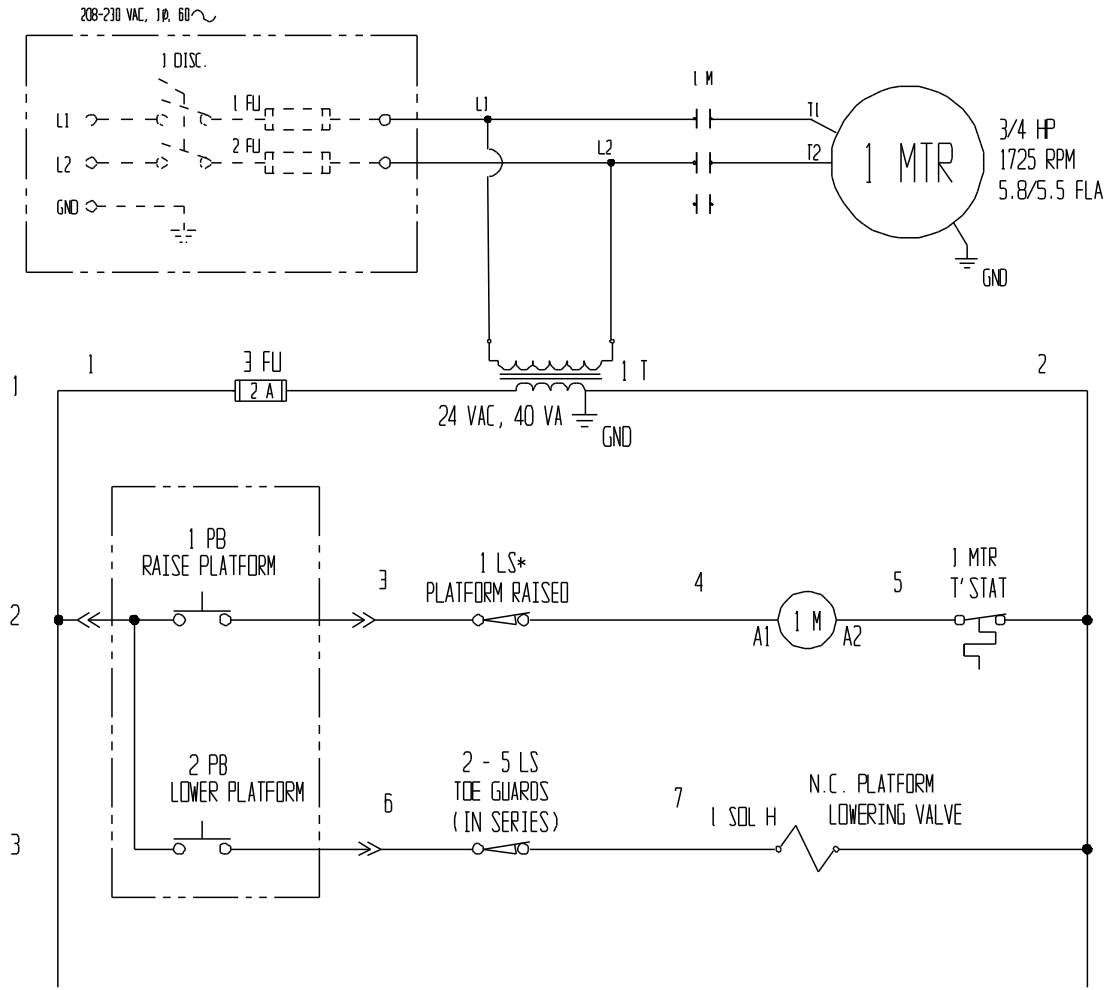 208-230 VAC, 1Ø, 60∿
1 DISC.
1 FU
L1
2 FU
L2
GND
L1
L2
1 M
T1
T2
1 MTR
3/4 HP
1725 RPM
5.8/5.5 FLA
GND
1
1
3 FU
2 A
1 T
2
24 VAC, 40 VA
GND
1 PB
RAISE PLATFORM
2
3
1 LS*
PLATFORM RAISED
4
1 M
A1
A2
5
1 MTR
T'STAT
2 PB
LOWER PLATFORM
3
6
2 - 5 LS
TOE GUARDS
(IN SERIES)
7
1 SOL H
N.C. PLATFORM
LOWERING VALVE